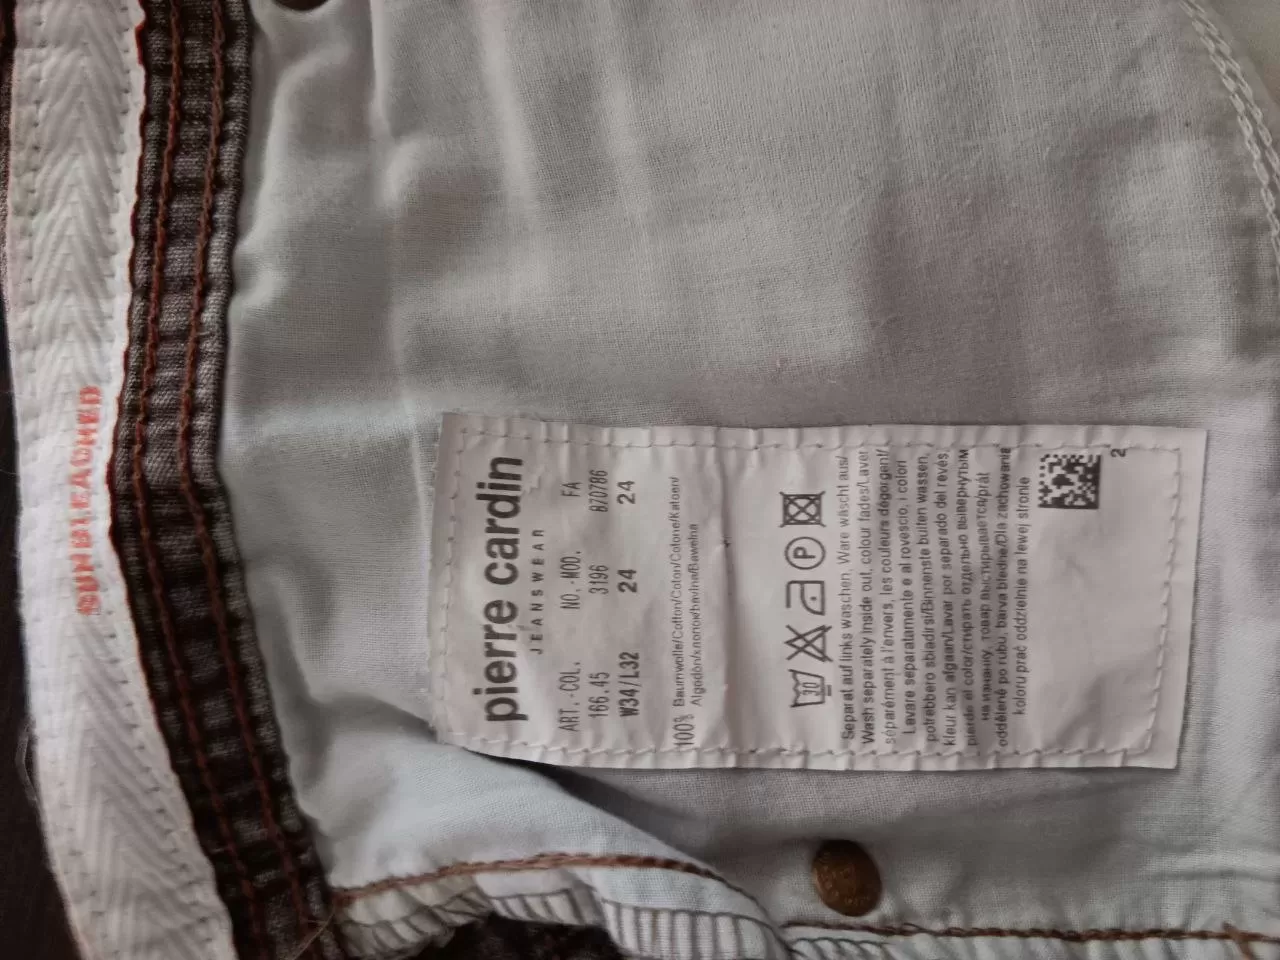 SUNBLEACHED
pierre cardin
JEANSWEAR
ART.-COL. NO.-MOD. FA
166.45 3196 870786
W34/L32 24 24
100% Baumwolle/Cotton/Coton/Cotone/Katoen/
Algodón/хлопок/bavlna/Bawełna
30 P
Separat auf links waschen, Ware wäscht aus/
Wash separately inside out, colour fades/Laver
séparément à l'envers, les couleurs dégorgent/
Lavare separatamente e al rovescio, i colori
potrebbero sbiadirsi/Binnenste buiten wassen,
kleur kan afgaan/Lavar por separado del revés,
pierde el color/стирать отдельно вывернутым
на изнанку, товар выстирывается/prát
odděleně po rubu, barva bledne/Dla zachowania
koloru prać oddzielnie na lewej stronie
2